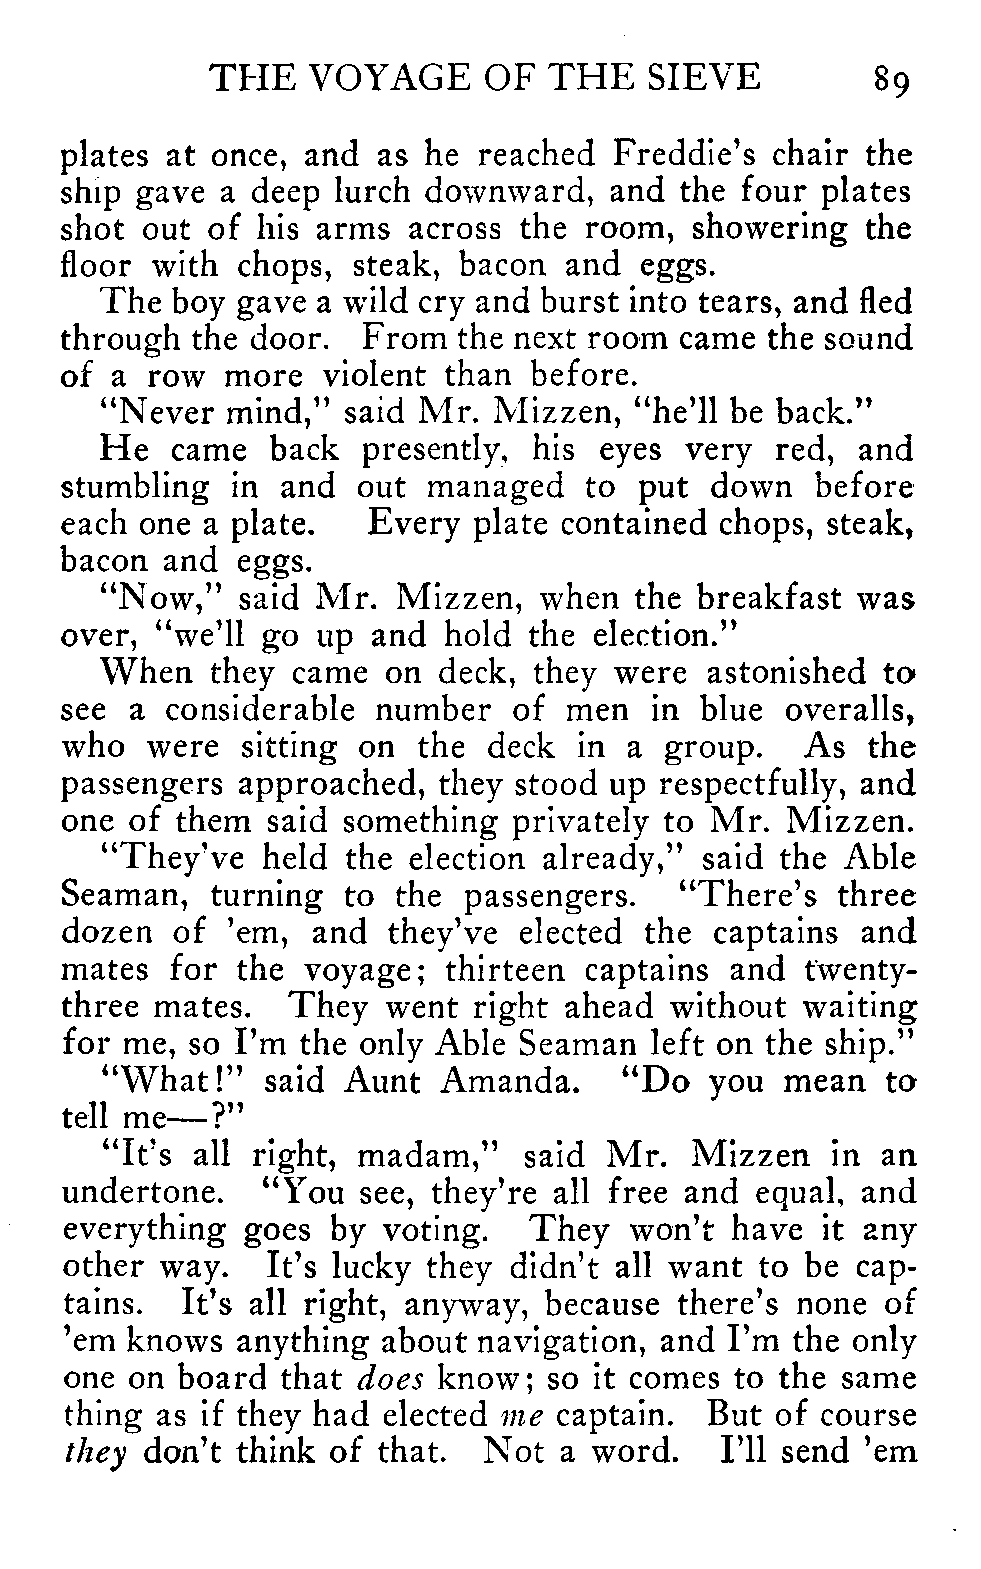 THE VOYAGE OF THE SIEVE 89
plates at once, and as he reached Freddie's chair the
ship gave a deep lurch downward, and the four plates
shot out of his arms across the room, showering the
floor with chops, steak, bacon and eggs.
The boy gave a wild cry and burst into tears, and fled
through the door. From the next room came the sound
of a row more violent than before.
"Never mind," said Mr. Mizzen, "he'll be back."
He came back presently, his eyes very red, and
stumbling in and out managed to put down before
each one a plate. Every plate contained chops, steak,
bacon and eggs.
"Now," said Mr. Mizzen, when the breakfast was
over, "we'll go up and hold the election."
When they came on deck, they were astonished to
see a considerable number of men in blue overalls,
who were sitting on the deck in a group. As the
passengers approached, they stood up respectfully, and
one of them said something privately to Mr. Mizzen.
"They've held the election already," said the Able
Seaman, turning to the passengers. "There's three
dozen of 'em, and they've elected the captains and
mates for the voyage; thirteen captains and twenty-
three mates. They went right ahead without waiting
for me, so I'm the only Able Seaman left on the ship."
"What!" said Aunt Amanda. "Do you mean to
tell me—?"
"It's all right, madam," said Mr. Mizzen in an
undertone. "You see, they're all free and equal, and
everything goes by voting. They won't have it any
other way. It's lucky they didn't all want to be cap-
tains. It's all right, anyway, because there's none of
'em knows anything about navigation, and I'm the only
one on board that does know; so it comes to the same
thing as if they had elected me captain. But of course
they don't think of that. Not a word. I'll send 'em